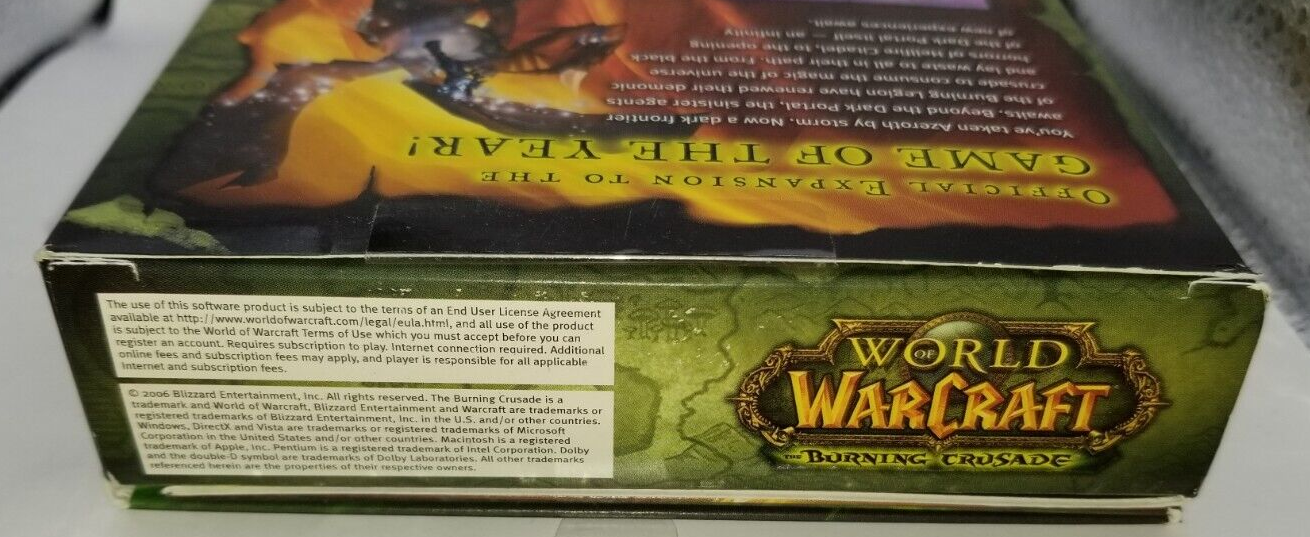 OFFICIAL EXPANSION TO THE
GAME OF THE YEAR!
You've taken Azeroth by storm. Now a dark frontier
awaits. Beyond the Dark Portal, the sinister agents
of the Burning Legion have renewed their demonic
crusade to consume the magic of the universe
and lay waste to all in their path. From the black
horrors of Hellfire Citadel, to the opening
of the Dark Portal itself — an infinity
of new experiences await.
The use of this software product is subject to the terms of an End User License Agreement
available at http://www.worldofwarcraft.com/legal/eula.html, and all use of the product
is subject to the World of Warcraft Terms of Use which you must accept before you can
register an account. Requires subscription to play. Internet connection required. Additional
online fees and subscription fees may apply, and player is responsible for all applicable
Internet and subscription fees.
© 2006 Blizzard Entertainment, Inc. All rights reserved. The Burning Crusade is a
trademark and World of Warcraft, Blizzard Entertainment and Warcraft are trademarks or
registered trademarks of Blizzard Entertainment, Inc. in the U.S. and/or other countries.
Windows, DirectX and Vista are trademarks or registered trademarks of Microsoft
Corporation in the United States and/or other countries. Macintosh is a registered
trademark of Apple, Inc. Pentium is a registered trademark of Intel Corporation. Dolby
and the double-D symbol are trademarks of Dolby Laboratories. All other trademarks
referenced herein are the properties of their respective owners.
WORLD OF
WARCRAFT
THE BURNING CRUSADE